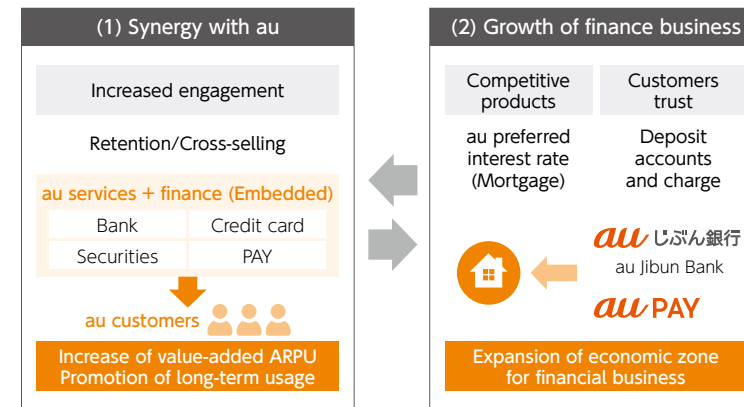 (1) Synergy with au
Increased engagement
Retention/Cross-selling
au services + finance (Embedded)
Bank
Credit card
Securities
PAY
au customers
Increase of value-added ARPU
Promotion of long-term usage
(2) Growth of finance business
Competitive
products
Customers
trust
au preferred
interest rate
(Mortgage)
Deposit
accounts
and charge
au じぶん銀行
au Jibun Bank
au PAY
Expansion of economic zone
for financial business